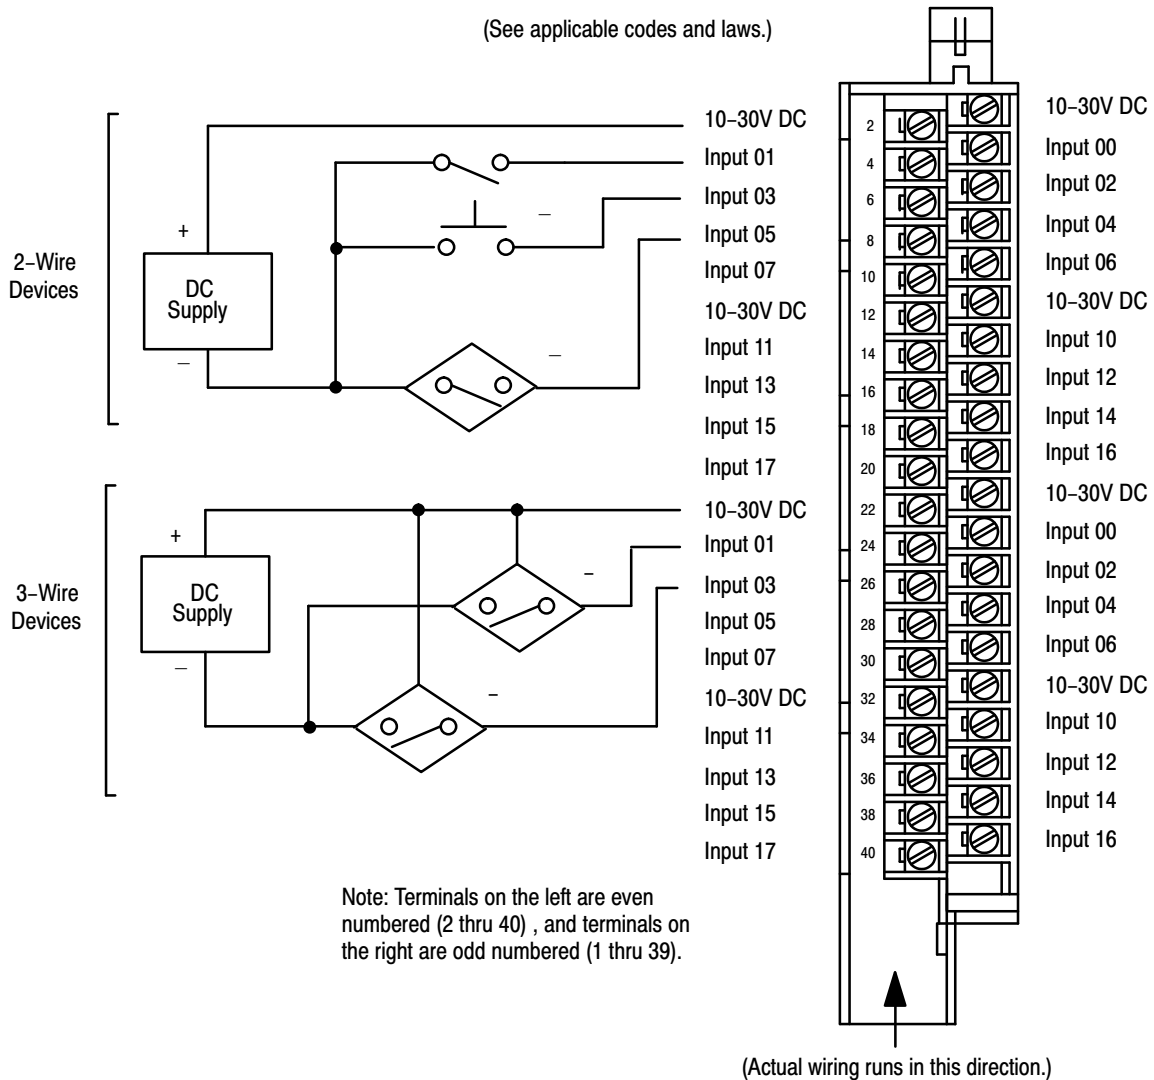 (See applicable codes and laws.)
2–Wire
Devices
+
DC
Supply
–
–
–
3–Wire
Devices
+
DC
Supply
–
–
–
10–30V DC
Input 01
Input 03
Input 05
Input 07
10–30V DC
Input 11
Input 13
Input 15
Input 17
10–30V DC
Input 01
Input 03
Input 05
Input 07
10–30V DC
Input 11
Input 13
Input 15
Input 17
2
4
6
8
10
12
14
16
18
20
22
24
26
28
30
32
34
36
38
40
10–30V DC
Input 00
Input 02
Input 04
Input 06
10–30V DC
Input 10
Input 12
Input 14
Input 16
10–30V DC
Input 00
Input 02
Input 04
Input 06
10–30V DC
Input 10
Input 12
Input 14
Input 16
Note: Terminals on the left are even
numbered (2 thru 40) , and terminals on
the right are odd numbered (1 thru 39).
(Actual wiring runs in this direction.)